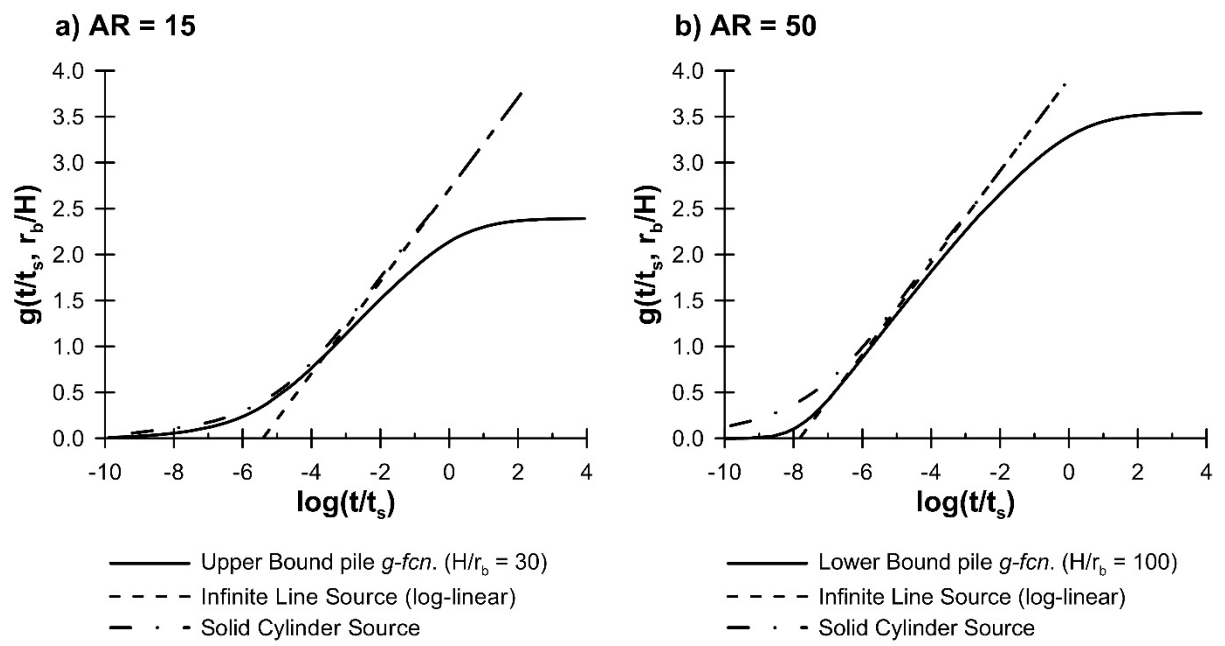 a) AR = 15
4.0
3.5
3.0
2.5
2.0
1.5
1.0
0.5
0.0
g(t/ts, rb/H)
-10 -8 -6 -4 -2 0 2 4
log(t/ts)
Upper Bound pile g-fcn. (H/rb = 30)
Infinite Line Source (log-linear)
Solid Cylinder Source
b) AR = 50
4.0
3.5
3.0
2.5
2.0
1.5
1.0
0.5
0.0
g(t/ts, rb/H)
-10 -8 -6 -4 -2 0 2 4
log(t/ts)
Lower Bound pile g-fcn. (H/rb = 100)
Infinite Line Source (log-linear)
Solid Cylinder Source